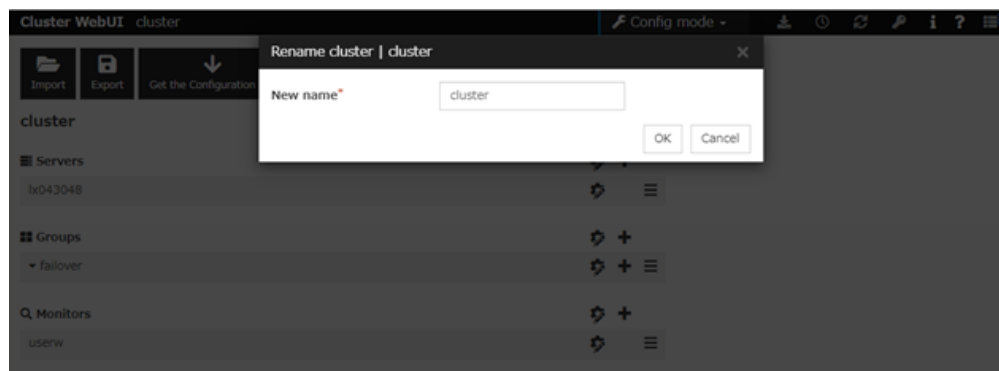 Cluster WebUI cluster
Config mode
Rename cluster | cluster
Import
Export
Get the Configuration
New name*
cluster
OK
Cancel
cluster
Servers
lx043048
Groups
failover
Monitors
userw